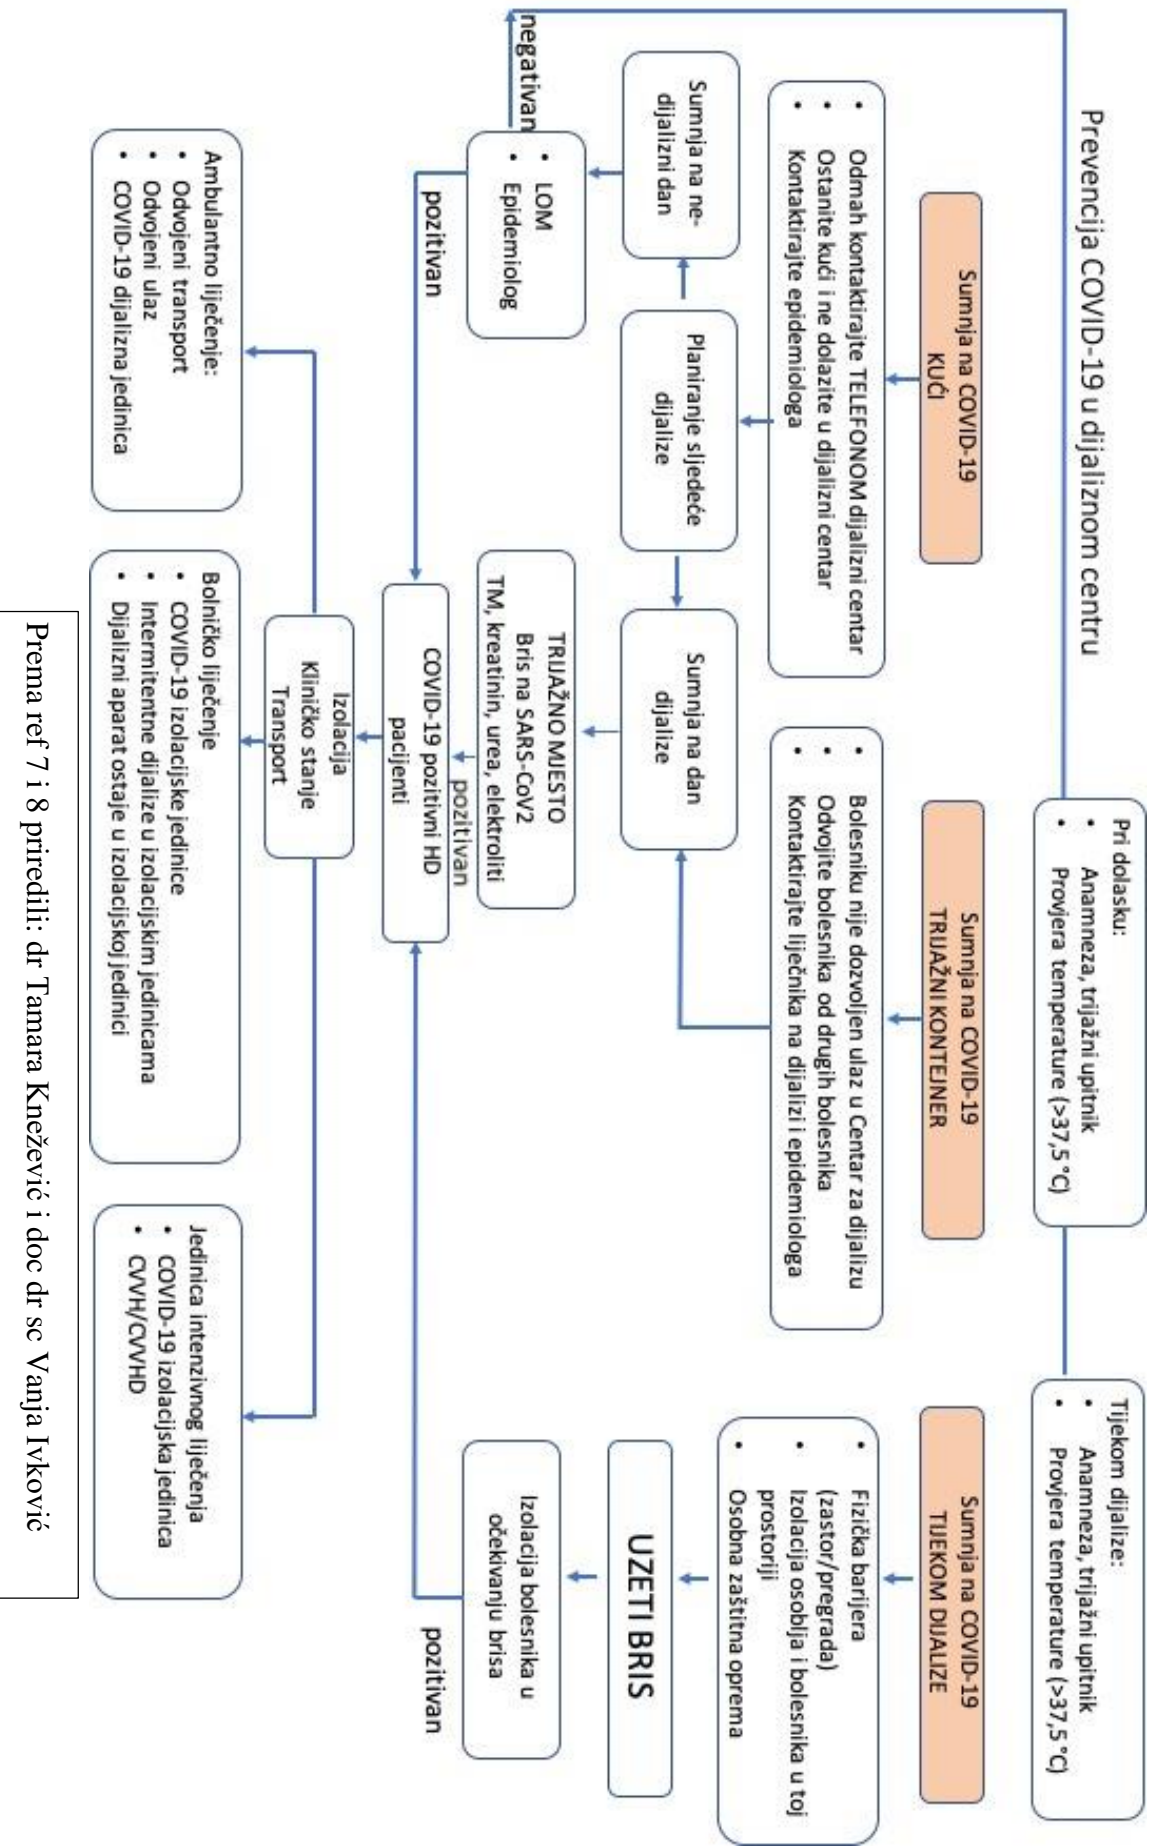 Prevencija COVID-19 u dijaliznom centru
Pri dolasku:
• Anamneza, trijažni upitnik
• Provjera temperature (>37,5 °C)
Tijekom dijalize:
• Anamneza, trijažni upitnik
• Provjera temperature (>37,5 °C)
Sumnja na COVID-19
KUĆI
Sumnja na COVID-19
TRIJAŽNI KONTEJNER
Sumnja na COVID-19
TIJEKOM DIJALIZE
• Odmah kontaktirajte TELEFONOM dijalizni centar
• Ostanite kući i ne dolazite u dijalizni centar
• Kontaktirajte epidemiologa
• Bolesniku nije dozvoljen ulaz u Centar za dijalizu
• Odvojite bolesnika od drugih bolesnika
• Kontaktirajte liječnika na dijalizi i epidemiologa
• Fizička barijera
(zastor/pregrada)
• Izolacija osoblja i bolesnika u toj
prostoriji
• Osobna zaštitna oprema
Sumnja na ne-
dijalizni dan
Planiranje sljedeće
dijalize
Sumnja na dan
dijalize
UZETI BRIS
negativan
• LOM
• Epidemiolog
TRIJAŽNO MJESTO
Bris na SARS-CoV2
TM, kreatinin, urea, elektroliti
Izolacija bolesnika u
očekivanju brisa
pozitivan
pozitivan
pozitivan
COVID-19 pozitivni HD
pacijenti
Izolacija
Kliničko stanje
Transport
Ambulantno liječenje:
• Odvojeni transport
• Odvojeni ulaz
• COVID-19 dijalizna jedinica
Bolničko liječenje
• COVID-19 izolacijske jedinice
• Intermitentne dijalize u izolacijskim jedinicama
• Dijalizni aparat ostaje u izolacijskoj jedinici
Jedinica intenzivnog liječenja
• COVID-19 izolacijska jedinica
• CVVH/CVVHD
Prema ref 7 i 8 priredili: dr Tamara Knežević i doc dr sc Vanja Ivković